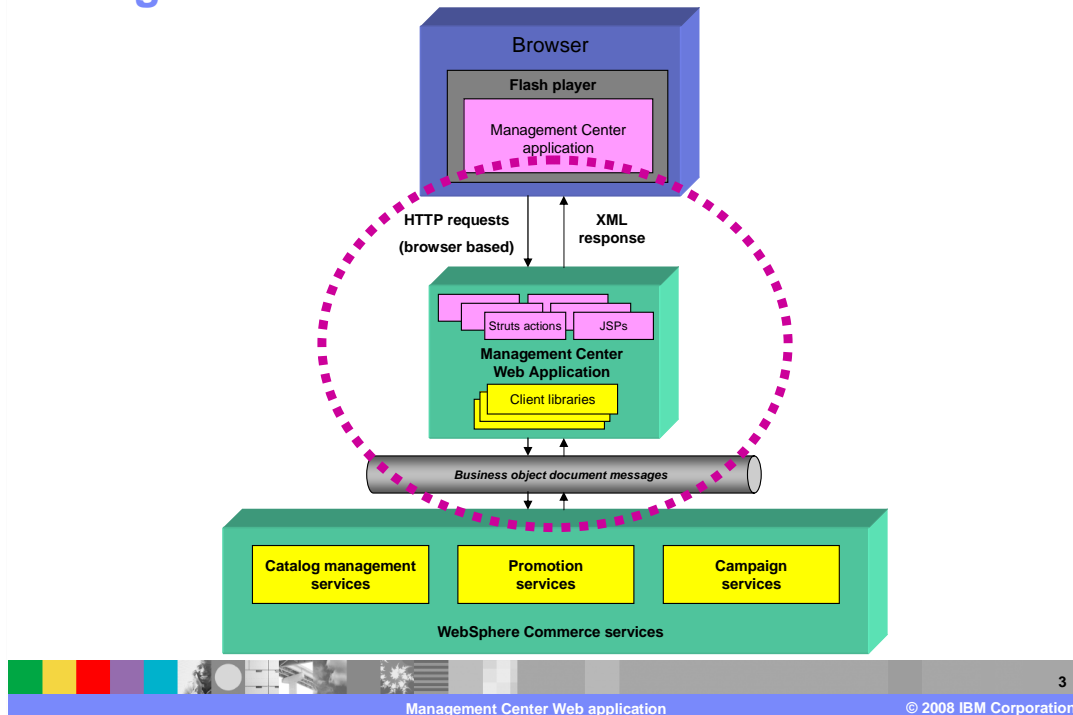 Browser
Flash player
Management Center
application
HTTP requests
(browser based)
XML
response
Struts actions
JSPs
Management Center
Web Application
Client libraries
Business object document messages
Catalog management
services
Promotion
services
Campaign
services
WebSphere Commerce services
3
Management Center Web application
© 2008 IBM Corporation